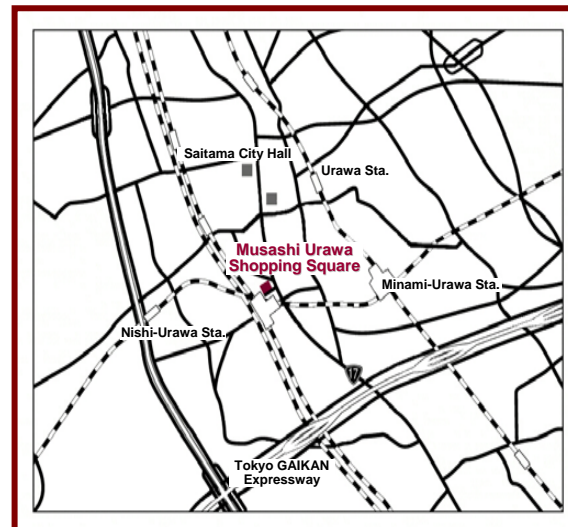 Saitama City Hall
Urawa Sta.
Musashi Urawa
Shopping Square
Minami-Urawa Sta.
Nishi-Urawa Sta.
17
Tokyo GAIKAN
Expressway